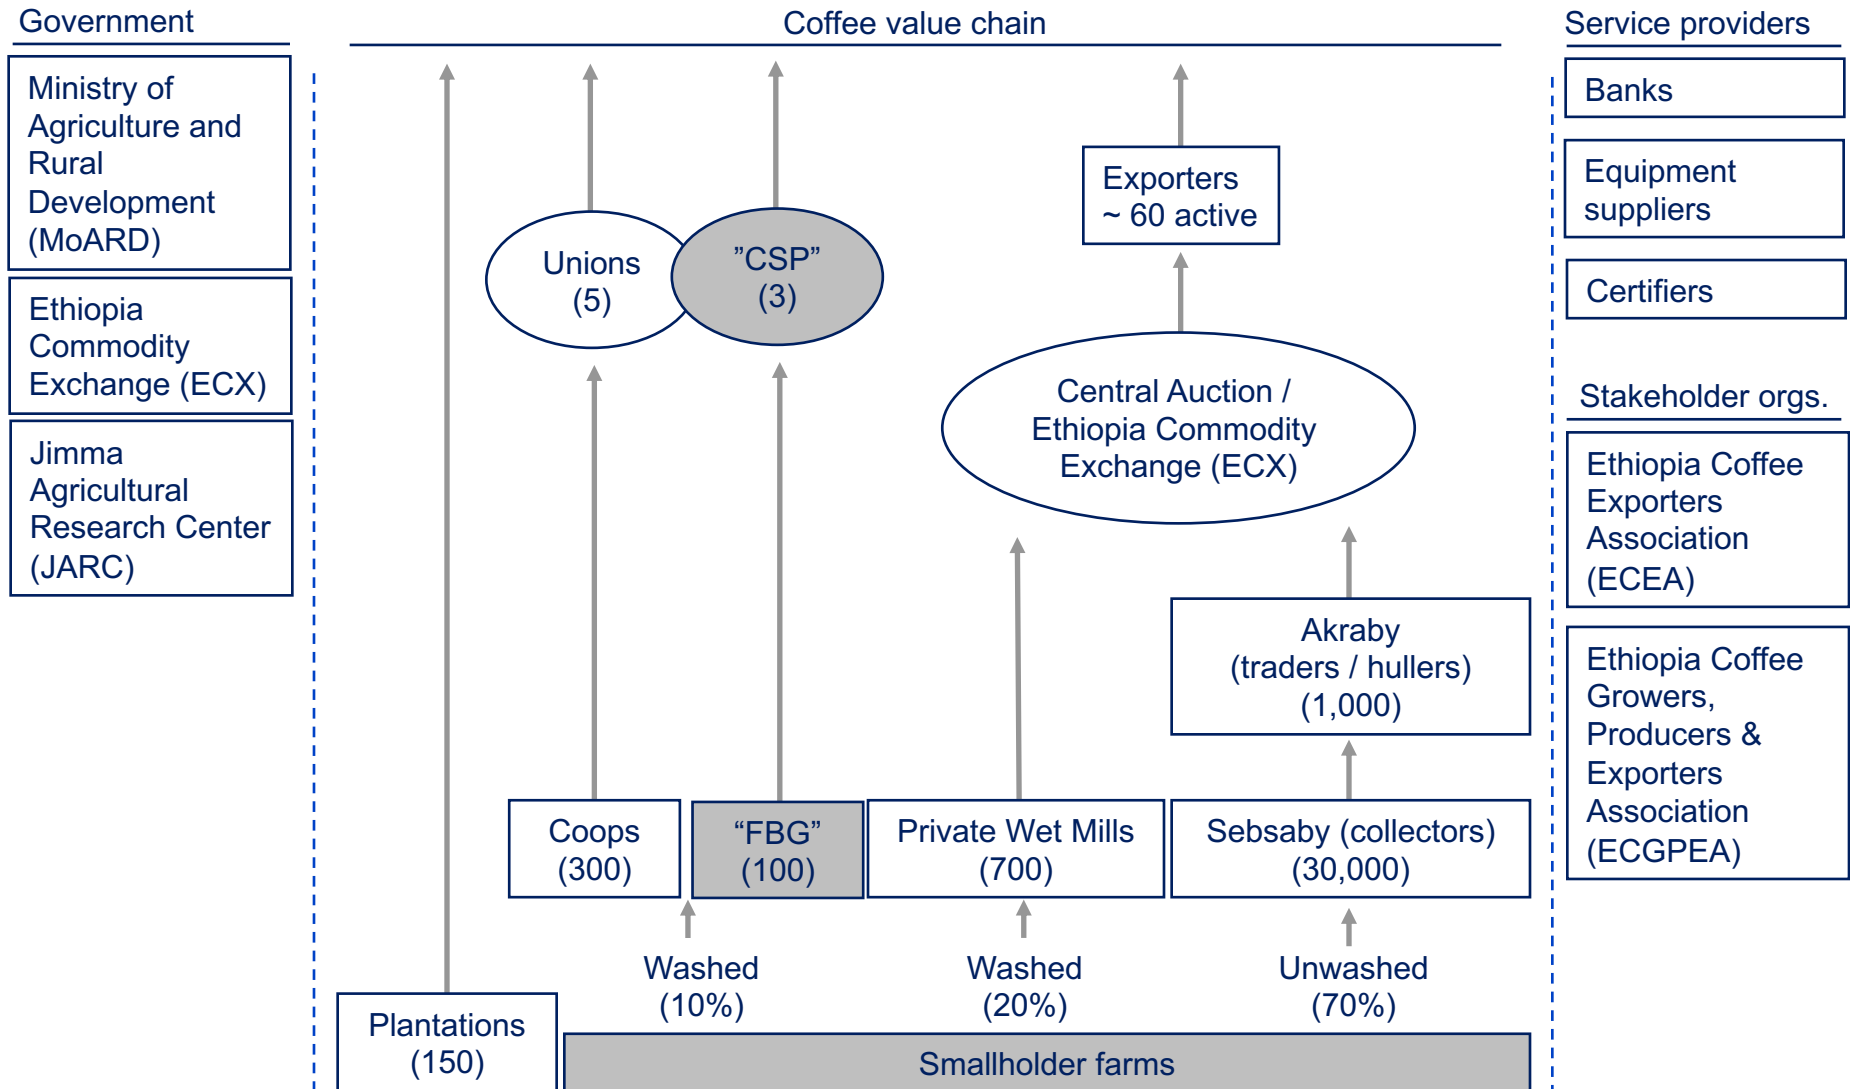 Government
Ministry of
Agriculture and
Rural
Development
(MoARD)
Ethiopia
Commodity
Exchange (ECX)
Jimma
Agricultural
Research Center
(JARC)
Coffee value chain
Exporters
~ 60 active
Unions
(5)
”CSP”
(3)
Central Auction /
Ethiopia Commodity
Exchange (ECX)
Akraby
(traders / hullers)
(1,000)
Coops
(300)
“FBG”
(100)
Private Wet Mills
(700)
Sebsaby (collectors)
(30,000)
Washed
(10%)
Washed
(20%)
Unwashed
(70%)
Plantations
(150)
Smallholder farms
Service providers
Banks
Equipment
suppliers
Certifiers
Stakeholder orgs.
Ethiopia Coffee
Exporters
Association
(ECEA)
Ethiopia Coffee
Growers,
Producers &
Exporters
Association
(ECGPEA)